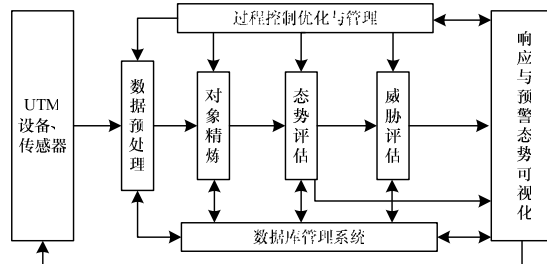 过程控制优化与管理
UTM
设备、
传感器
数据预处理
对象精炼
态势评估
威胁评估
响应与预警态势可视化
数据库管理系统